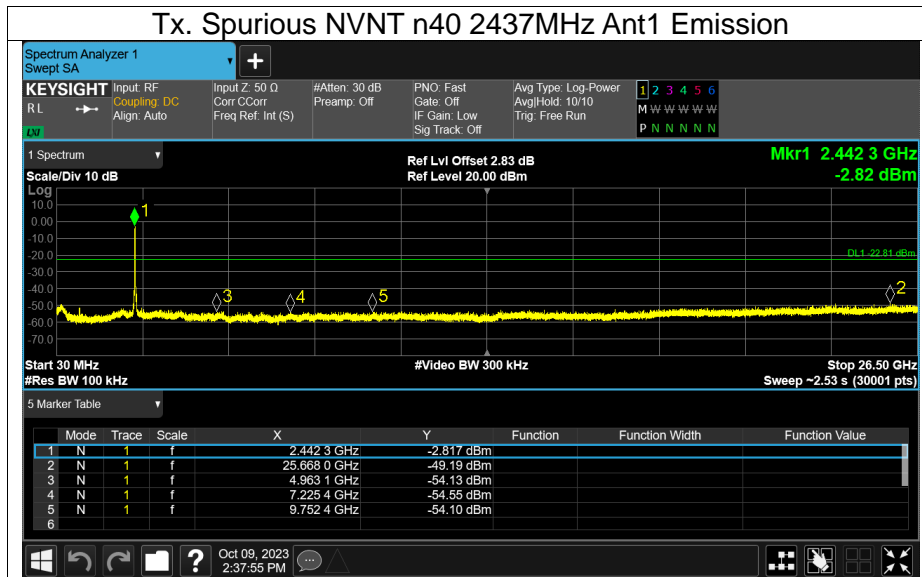 Tx. Spurious NVNT n40 2437MHz Ant1 Emission
Spectrum Analyzer 1
Swept SA
+
KEYSIGHT Input: RF Input Z: 50 Ω #Atten: 30 dB PNO: Fast Avg Type: Log-Power 1 2 3 4 5 6
RL Coupling: DC Corr CCorr Preamp: Off Gate: Off Avg|Hold: 10/10 M W W W W W
Align: Auto Freq Ref: Int (S) IF Gain: Low Trig: Free Run
LXI Sig Track: Off P N N N N N
1 Spectrum Ref Lvl Offset 2.83 dB Mkr1 2.442 3 GHz
Scale/Div 10 dB Ref Level 20.00 dBm -2.82 dBm
Log
10.0
1
0.00
-10.0
-20.0
DL1 -22.81 dBm
-30.0
-40.0
3 4 5 2
-50.0
-60.0
-70.0
Start 30 MHz #Video BW 300 kHz Stop 26.50 GHz
#Res BW 100 kHz Sweep ~2.53 s (30001 pts)
5 Marker Table
Mode Trace Scale X Y Function Function Width Function Value
1 N 1 f 2.442 3 GHz -2.817 dBm
2 N 1 f 25.668 0 GHz -49.19 dBm
3 N 1 f 4.963 1 GHz -54.13 dBm
4 N 1 f 7.225 4 GHz -54.55 dBm
5 N 1 f 9.752 4 GHz -54.10 dBm
6
? Oct 09, 2023
2:37:55 PM